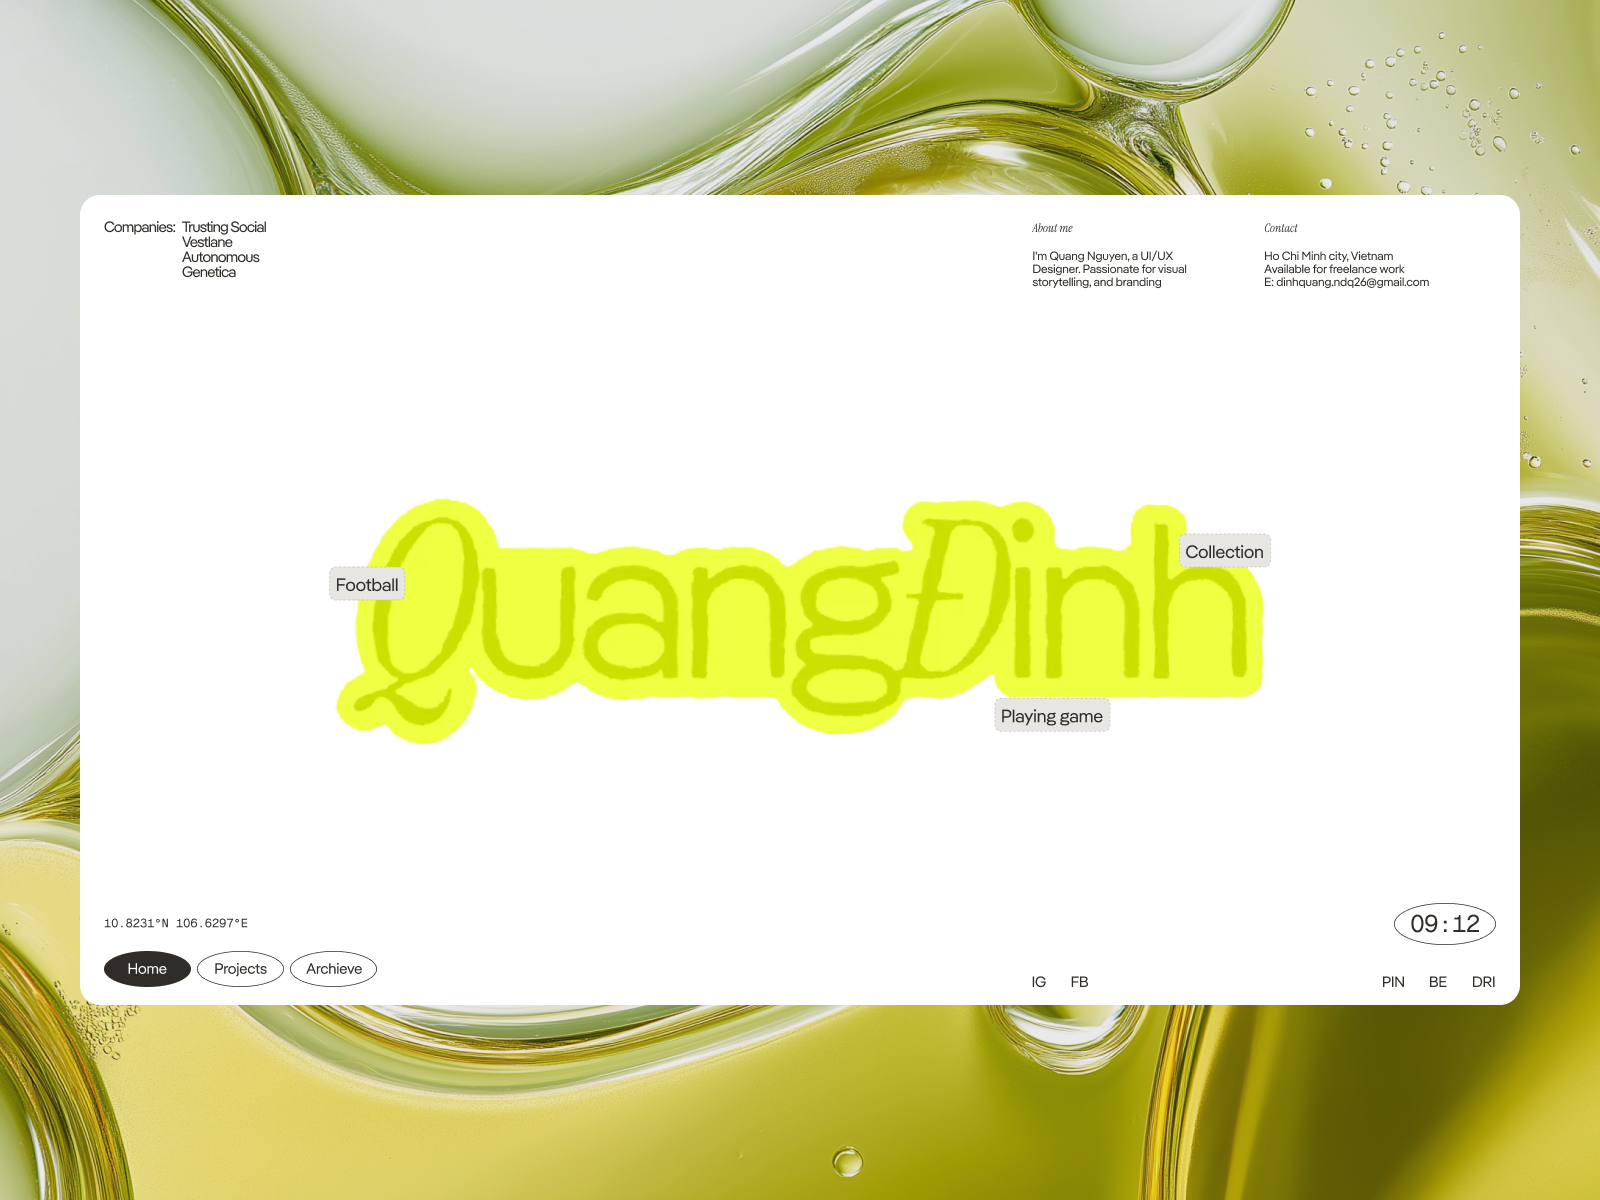 Companies: Trusting Social
Vestlane
Autonomous
Genetica
About me
I'm Quang Nguyen, a UI/UX
Designer. Passionate for visual
storytelling, and branding
Contact
Ho Chi Minh city, Vietnam
Available for freelance work
E: dinhquang.ndq26@gmail.com
QuangĐinh
Football
Collection
Playing game
10.8231°N 106.6297°E
09:12
Home
Projects
Archieve
IG
FB
PIN
BE
DRI